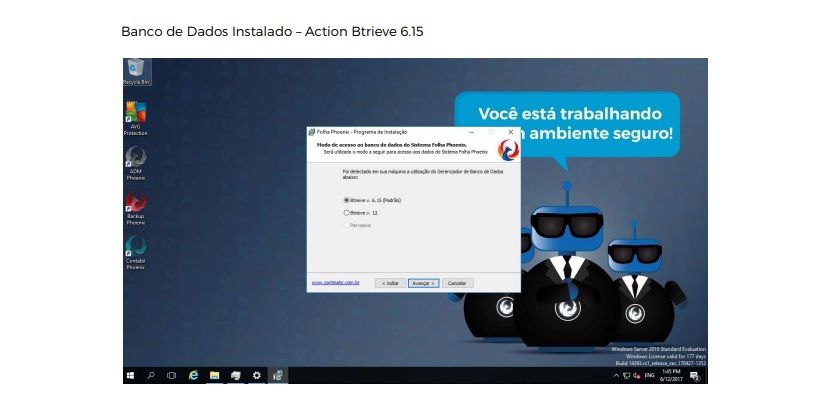 Banco de Dados Instalado – Action Btrieve 6.15
Recycle Bin
Você está trabalhando
ambiente seguro!
AVG
Protection
Folha Phoenix - Programa de Instalação
Modo de acesso ao banco de dados do Sistema Folha Phoenix.
Será utilizado o modo a seguir para acesso aos dados do Sistema Folha Phoenix
ADM
Phoenix
Foi detectado em sua máquina a utilização do Gerenciador de Banco de Dados
abaixo:
Btrieve v. 6.15 (Padrão)
Btrieve v. 12
Pervasive
Backup
Phoenix
Contábil
Phoenix
www.contmatic.com.br
< Voltar
Avançar >
Cancelar
Windows Server 2016 Standard Evaluation
Windows License valid for 177 days
Build 14393.rs1_release_sec.170427-1353
ENG
1:45 PM
6/12/2017